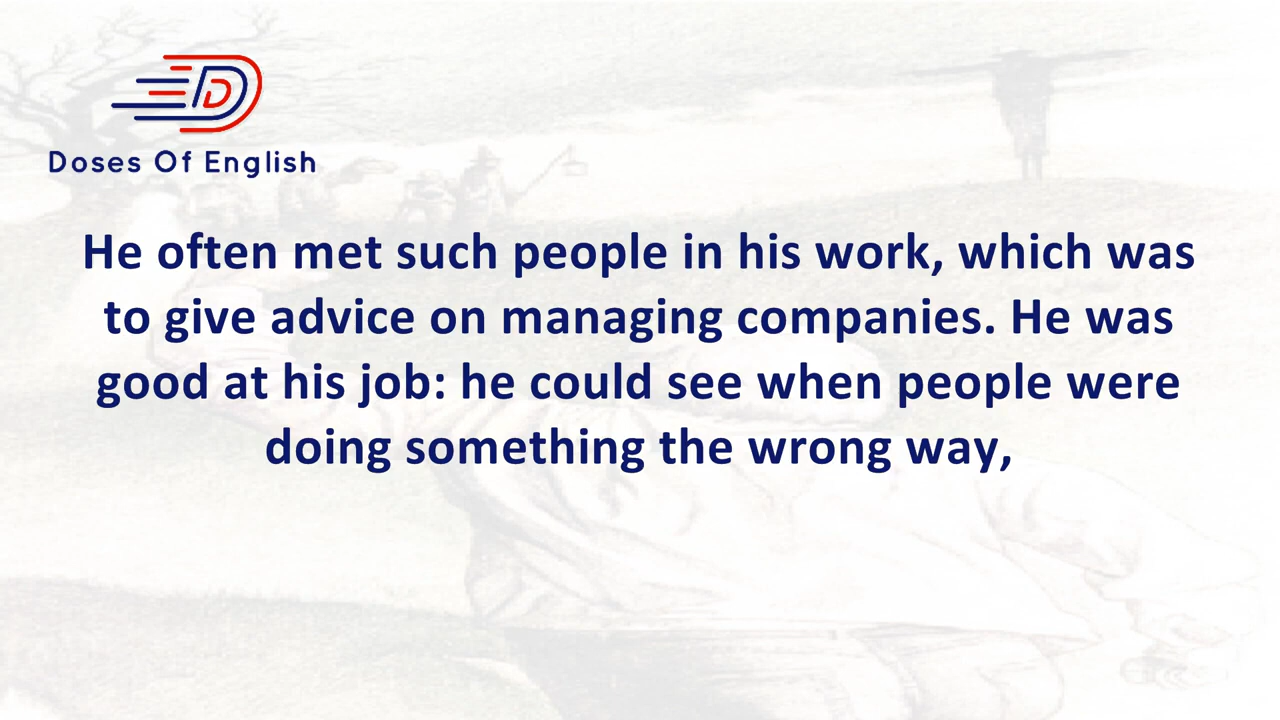 Doses Of English
He often met such people in his work, which was
to give advice on managing companies. He was
good at his job: he could see when people were
doing something the wrong way,